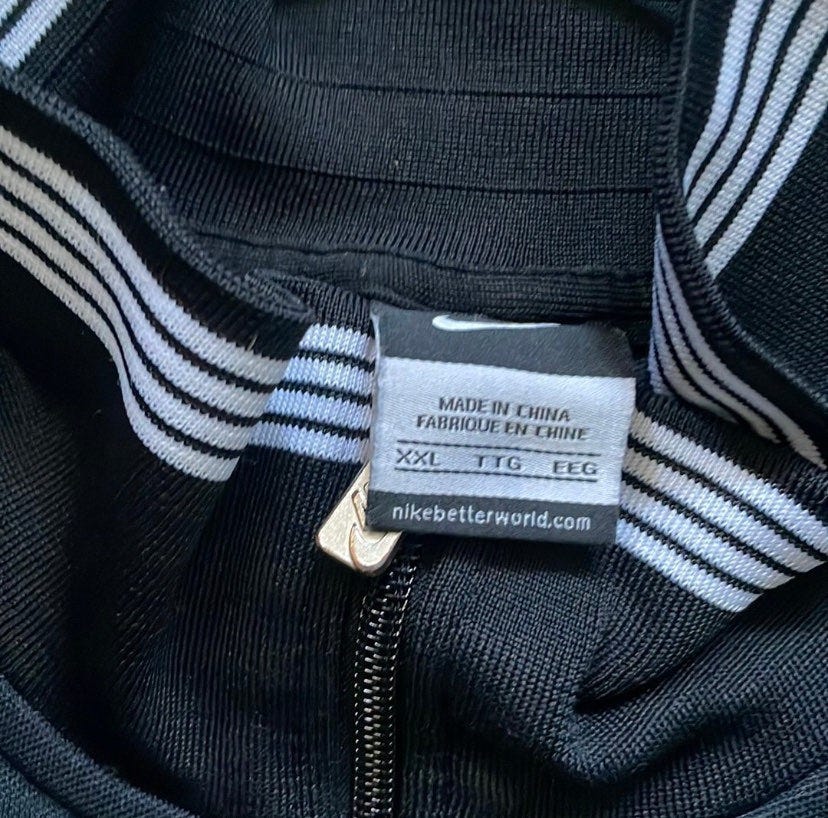 MADE IN CHINA
FABRIQUE EN CHINE
XXL TTG EEG
nikebetterworld.com